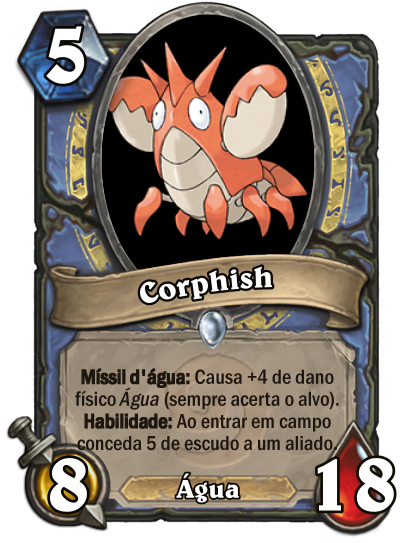 5
Corphish
Míssil d'água: Causa +4 de dano
físico Água (sempre acerta o alvo).
Habilidade: Ao entrar em campo
conceda 5 de escudo a um aliado.
8
Água
18